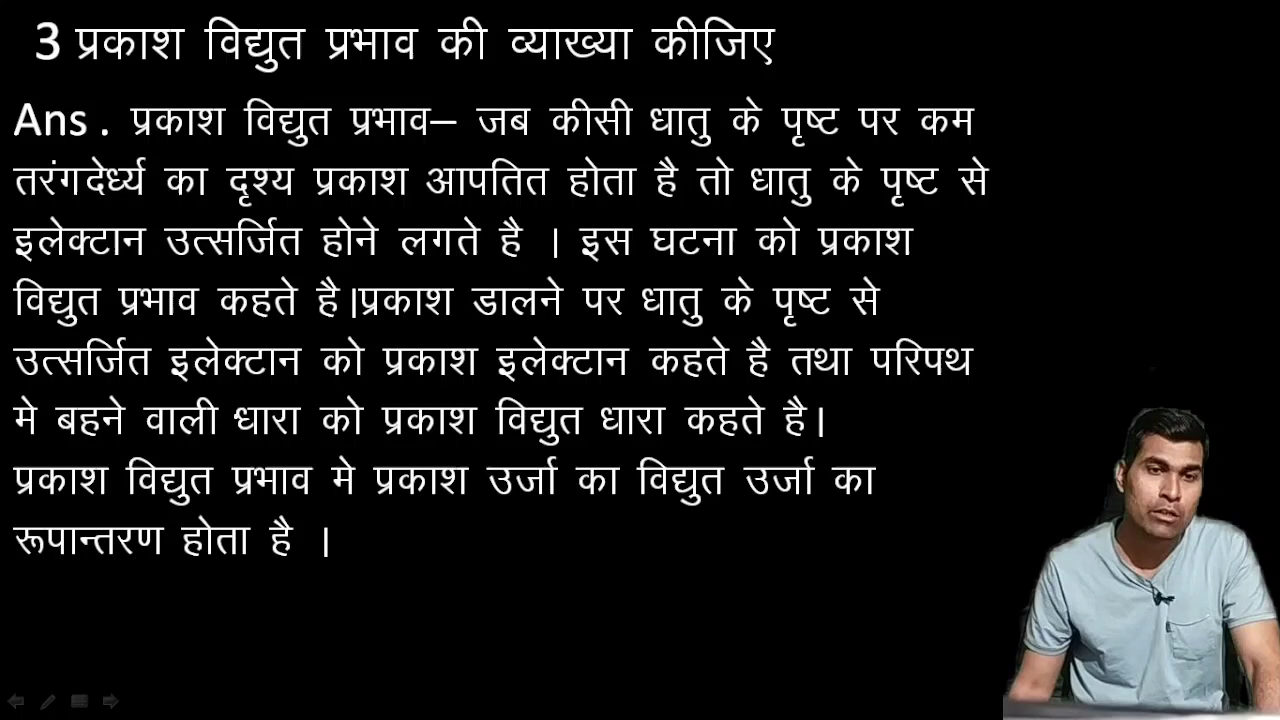 3 प्रकाश विद्युत प्रभाव की व्याख्या कीजिए
Ans . प्रकाश विद्युत प्रभाव– जब कीसी धातु के पृष्ट पर कम
तरंगदेर्ध्य का दृश्य प्रकाश आपतित होता है तो धातु के पृष्ट से
इलेक्टान उत्सर्जित होने लगते है । इस घटना को प्रकाश
विद्युत प्रभाव कहते है।प्रकाश डालने पर धातु के पृष्ट से
उत्सर्जित इलेक्टान को प्रकाश इलेक्टान कहते है तथा परिपथ
मे बहने वाली धारा को प्रकाश विद्युत धारा कहते है।
प्रकाश विद्युत प्रभाव मे प्रकाश उर्जा का विद्युत उर्जा का
रूपान्तरण होता है ।